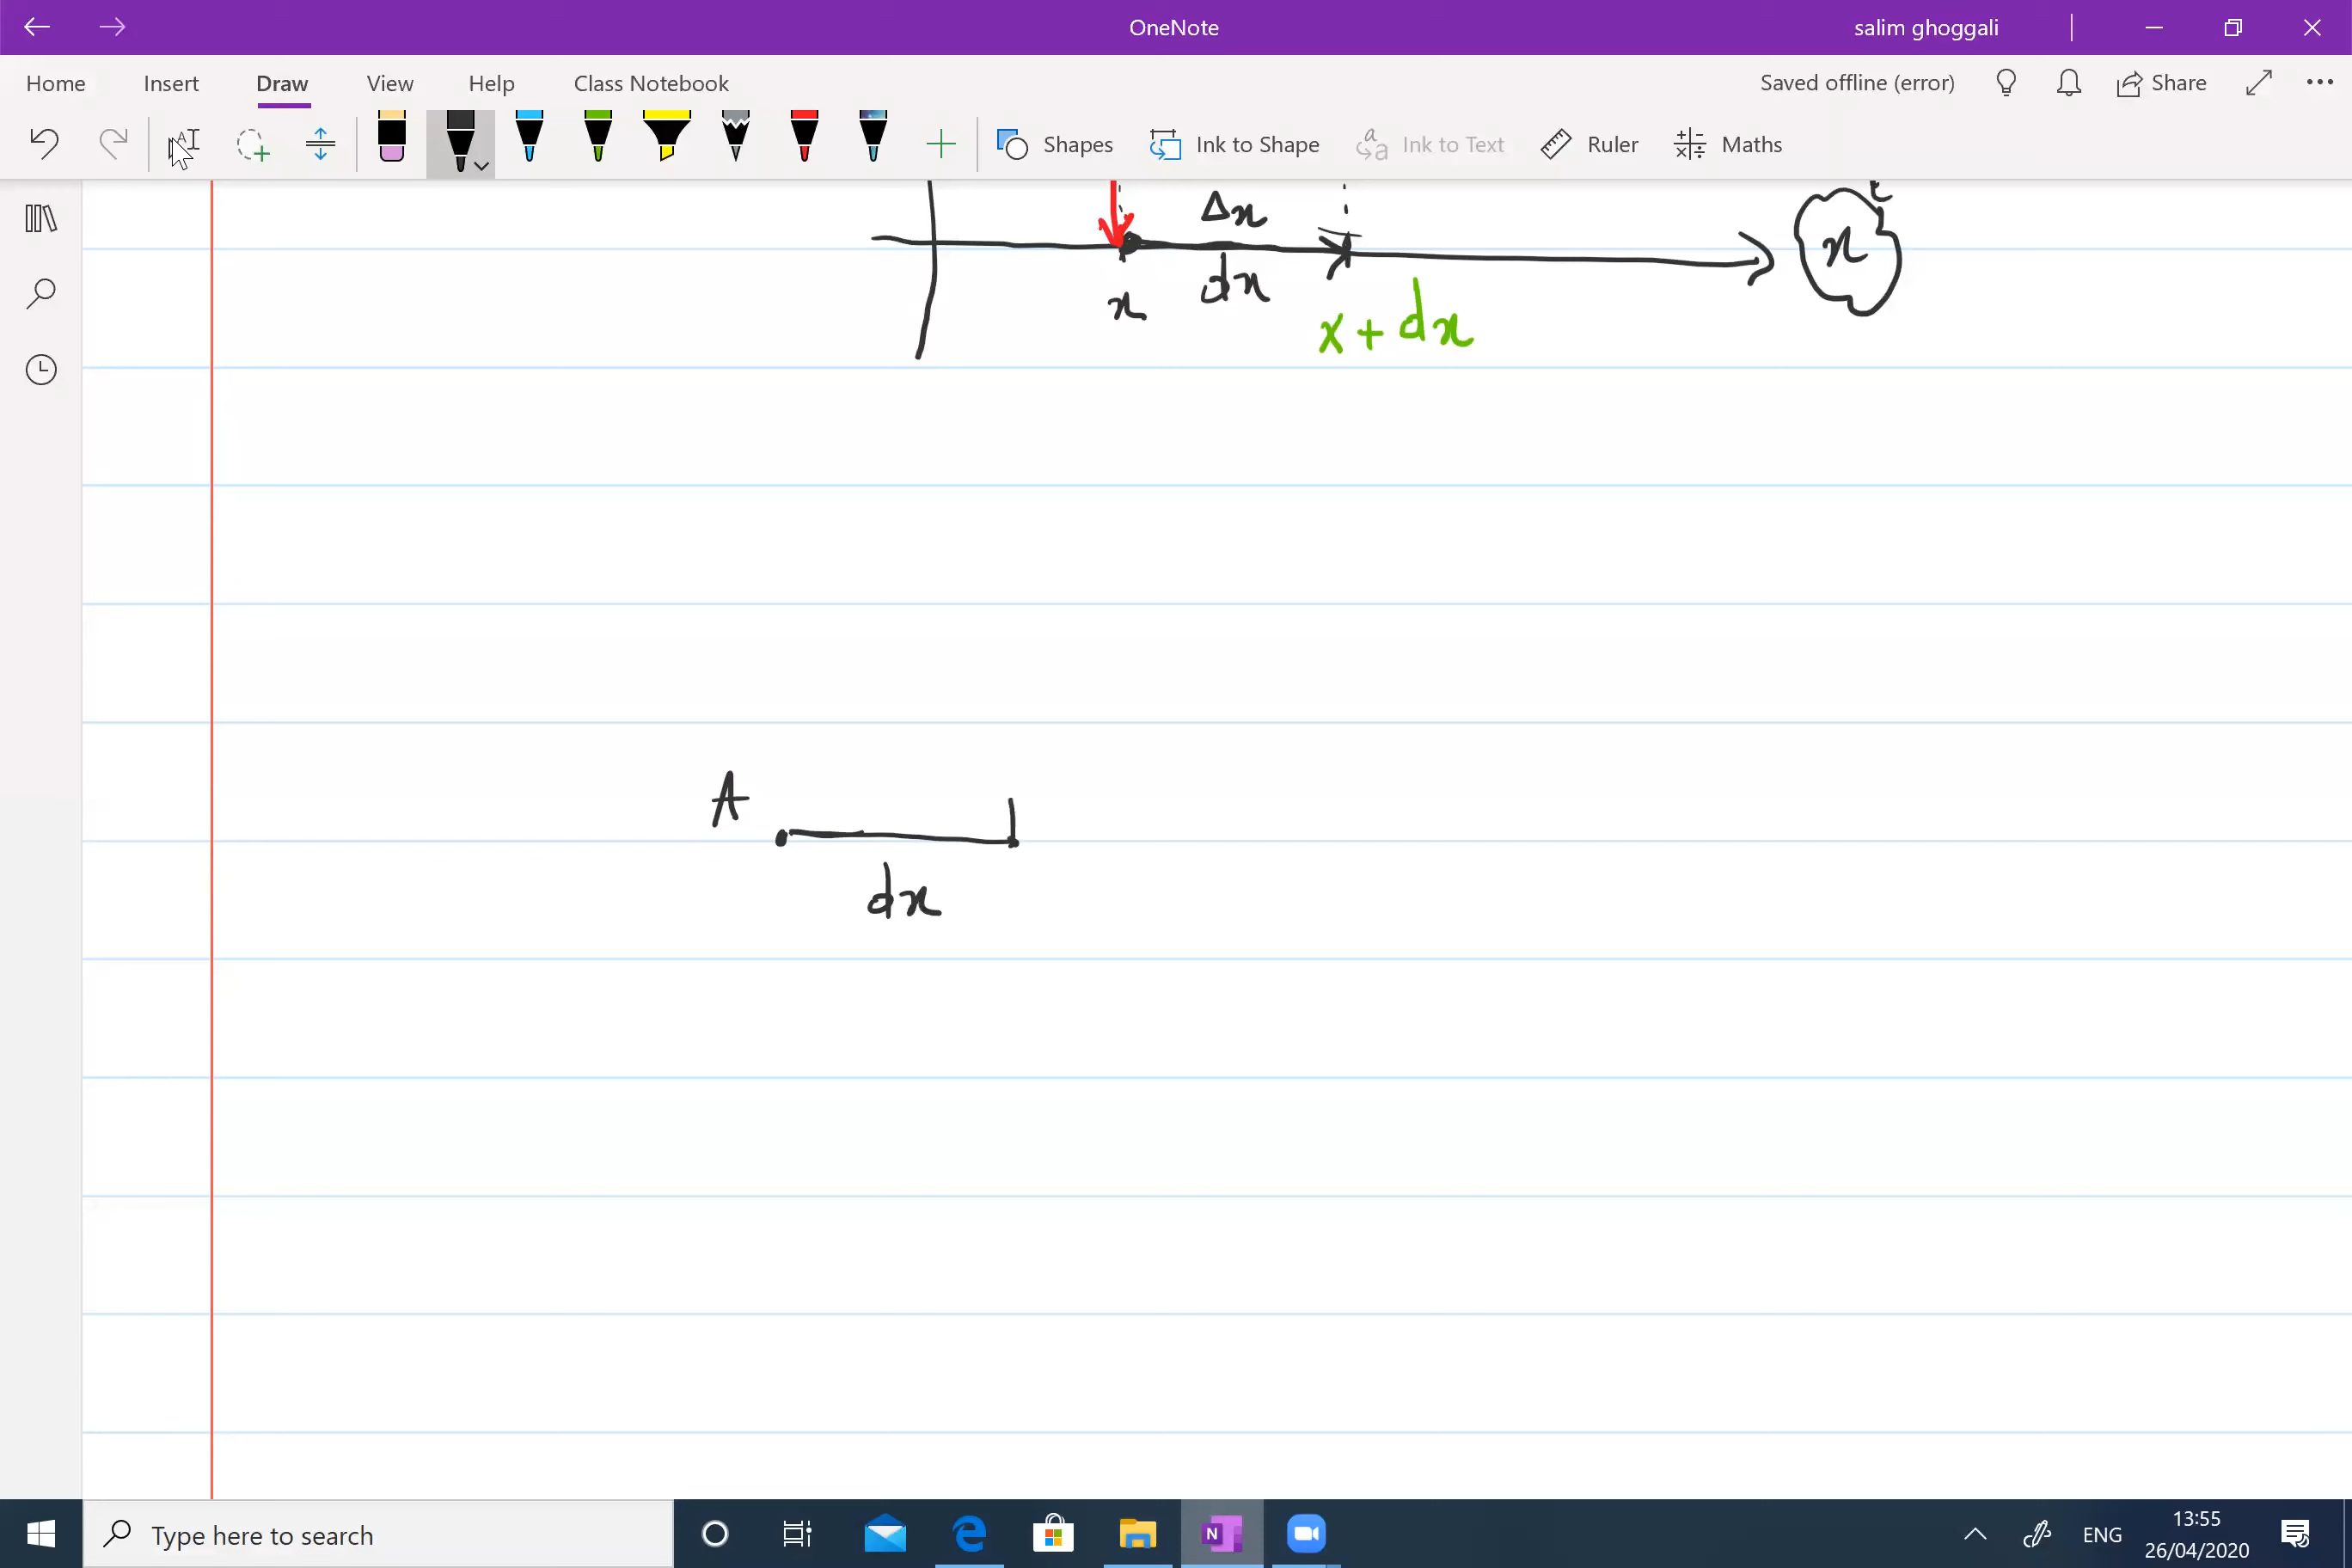 OneNote
salim ghoggali
Home Insert Draw View Help Class Notebook
Saved offline (error) Share
Shapes Ink to Shape Ink to Text Ruler Maths
Δx
x
dx
x
x + dx
A
dx
Type here to search
ENG
13:55
26/04/2020